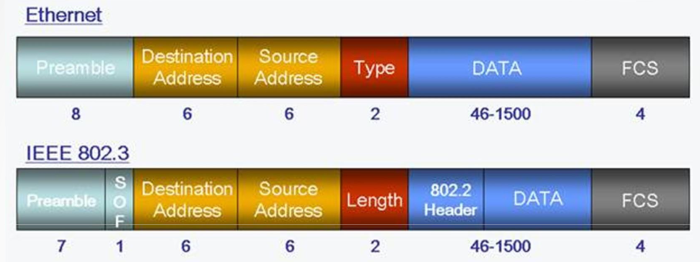 Ethernet
Preamble Destination Address Source Address Type DATA FCS
8 6 6 2 46-1500 4
IEEE 802.3
Preamble SOF Destination Address Source Address Length 802.2 Header DATA FCS
7 1 6 6 2 46-1500 4